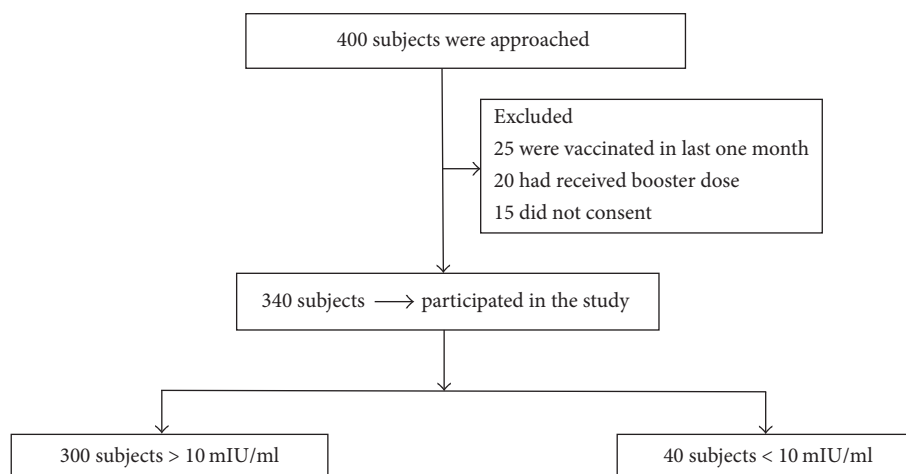 400 subjects were approached
Excluded
25 were vaccinated in last one month
20 had received booster dose
15 did not consent
340 subjects ⟶ participated in the study
300 subjects > 10 mIU/ml
40 subjects < 10 mIU/ml